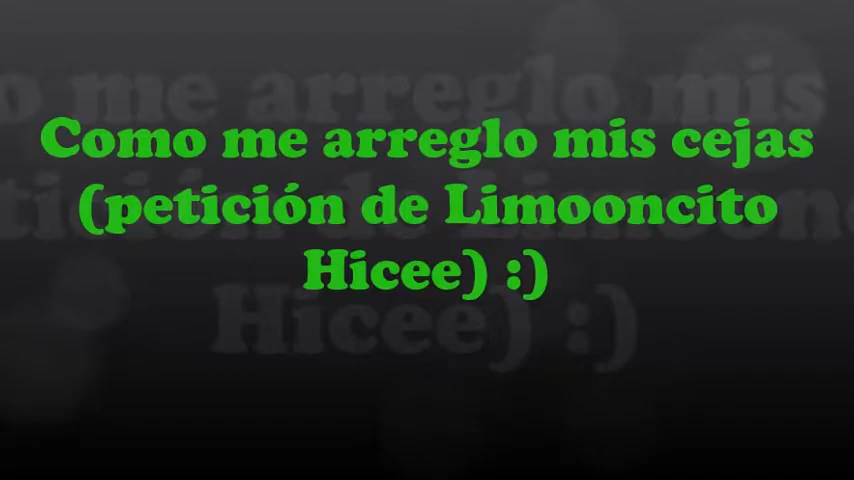 Como me arreglo mis cejas
(petición de Limooncito
Hicee) :)